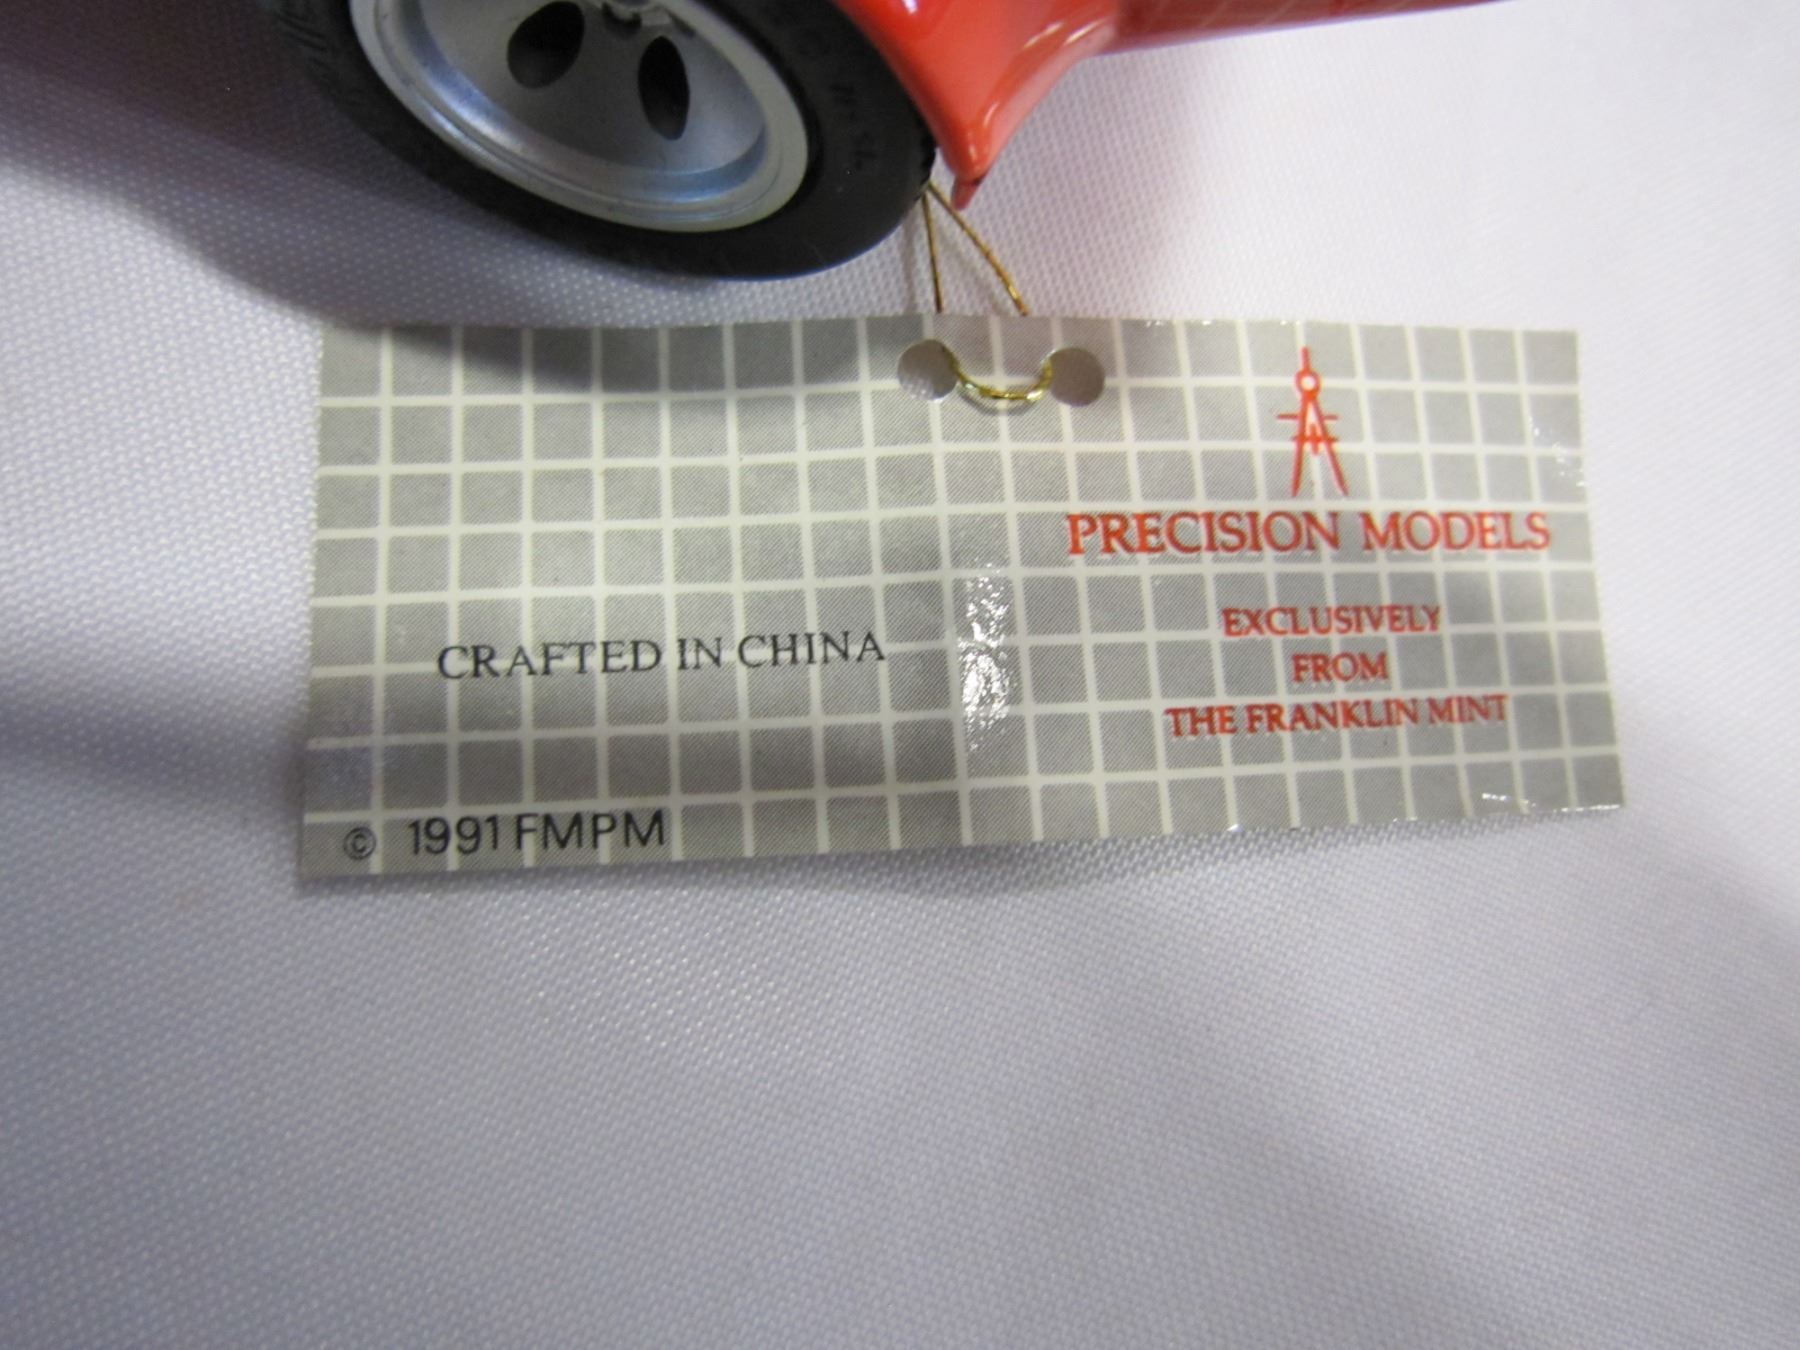 CRAFTED IN CHINA
© 1991 FMPM
PRECISION MODELS
EXCLUSIVELY
FROM
THE FRANKLIN MINT